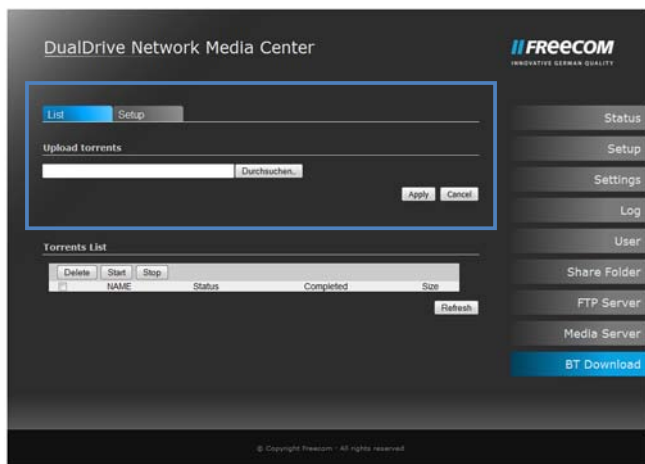 DualDrive Network Media Center
FREECOM
INNOVATIVE GERMAN QUALITY
List Setup
Upload torrents
Durchsuchen..
Apply Cancel
Torrents List
Delete Start Stop
NAME Status Completed Size
Refresh
Status
Setup
Settings
Log
User
Share Folder
FTP Server
Media Server
BT Download
© Copyright Freecom - All rights reserved